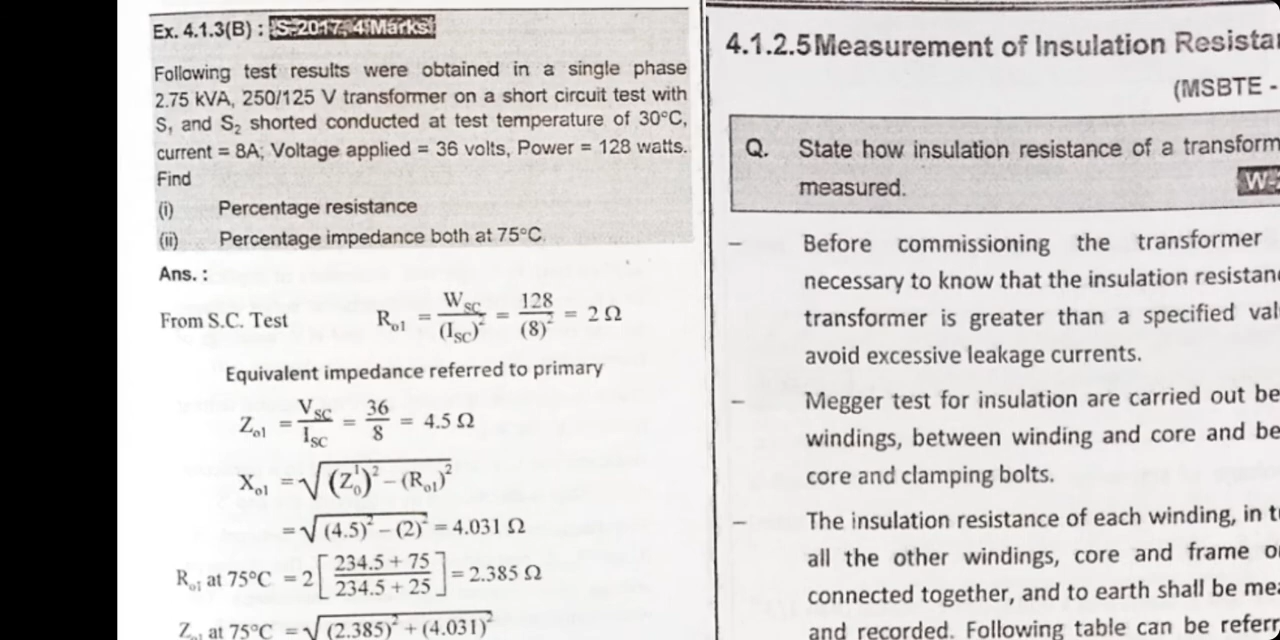 Ex. 4.1.3(B) : S-2017, 4 Marks
Following test results were obtained in a single phase
2.75 kVA, 250/125 V transformer on a short circuit test with
S₁ and S₂ shorted conducted at test temperature of 30°C,
current = 8A; Voltage applied = 36 volts, Power = 128 watts.
Find
(i) Percentage resistance
(ii) Percentage impedance both at 75°C.
Ans. :
From S.C. Test R₀₁ = W_SC / (I_SC)² = 128 / (8)² = 2 Ω
Equivalent impedance referred to primary
Z₀₁ = V_SC / I_SC = 36 / 8 = 4.5 Ω
X₀₁ = √((Z₀¹)² – (R₀₁)²)
= √((4.5)² – (2)²) = 4.031 Ω
R₀₁ at 75°C = 2 [ (234.5 + 75) / (234.5 + 25) ] = 2.385 Ω
Z₀₁ at 75°C = √((2.385)² + (4.031)²)
4.1.2.5 Measurement of Insulation Resista
(MSBTE -
Q. State how insulation resistance of a transform
measured. W-
– Before commissioning the transformer
necessary to know that the insulation resistan
transformer is greater than a specified val
avoid excessive leakage currents.
– Megger test for insulation are carried out be
windings, between winding and core and be
core and clamping bolts.
– The insulation resistance of each winding, in t
all the other windings, core and frame o
connected together, and to earth shall be mea
and recorded. Following table can be referr